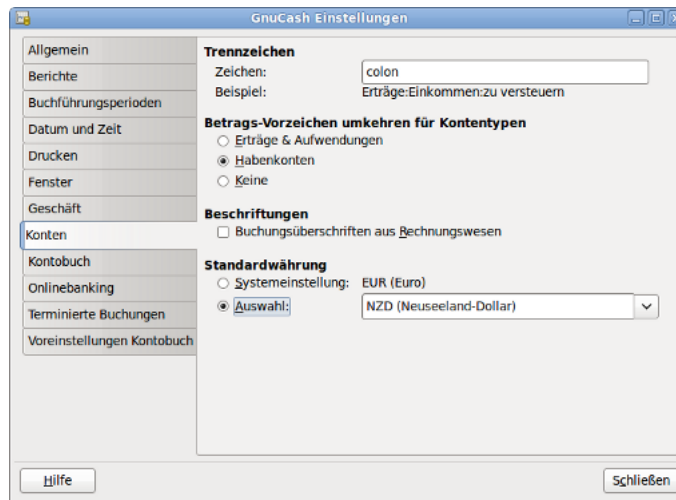 GnuCash Einstellungen
Allgemein
Berichte
Buchführungsperioden
Datum und Zeit
Drucken
Fenster
Geschäft
Konten
Kontobuch
Onlinebanking
Terminierte Buchungen
Voreinstellungen Kontobuch
Trennzeichen
Zeichen: colon
Beispiel: Erträge:Einkommen:zu versteuern
Betrags-Vorzeichen umkehren für Kontentypen
Erträge & Aufwendungen
Habenkonten
Keine
Beschriftungen
Buchungsüberschriften aus Rechnungswesen
Standardwährung
Systemeinstellung: EUR (Euro)
Auswahl: NZD (Neuseeland-Dollar)
Hilfe
Schließen